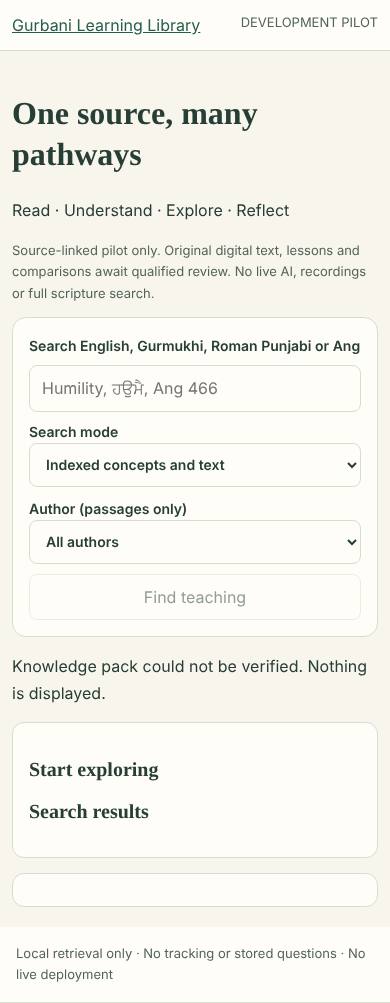 Gurbani Learning Library
DEVELOPMENT PILOT
One source, many
pathways
Read · Understand · Explore · Reflect
Source-linked pilot only. Original digital text, lessons and
comparisons await qualified review. No live AI, recordings
or full scripture search.
Search English, Gurmukhi, Roman Punjabi or Ang
Humility, ਹਉਮੈ, Ang 466
Search mode
Indexed concepts and text
Author (passages only)
All authors
Find teaching
Knowledge pack could not be verified. Nothing
is displayed.
Start exploring
Search results
Local retrieval only · No tracking or stored questions · No
live deployment